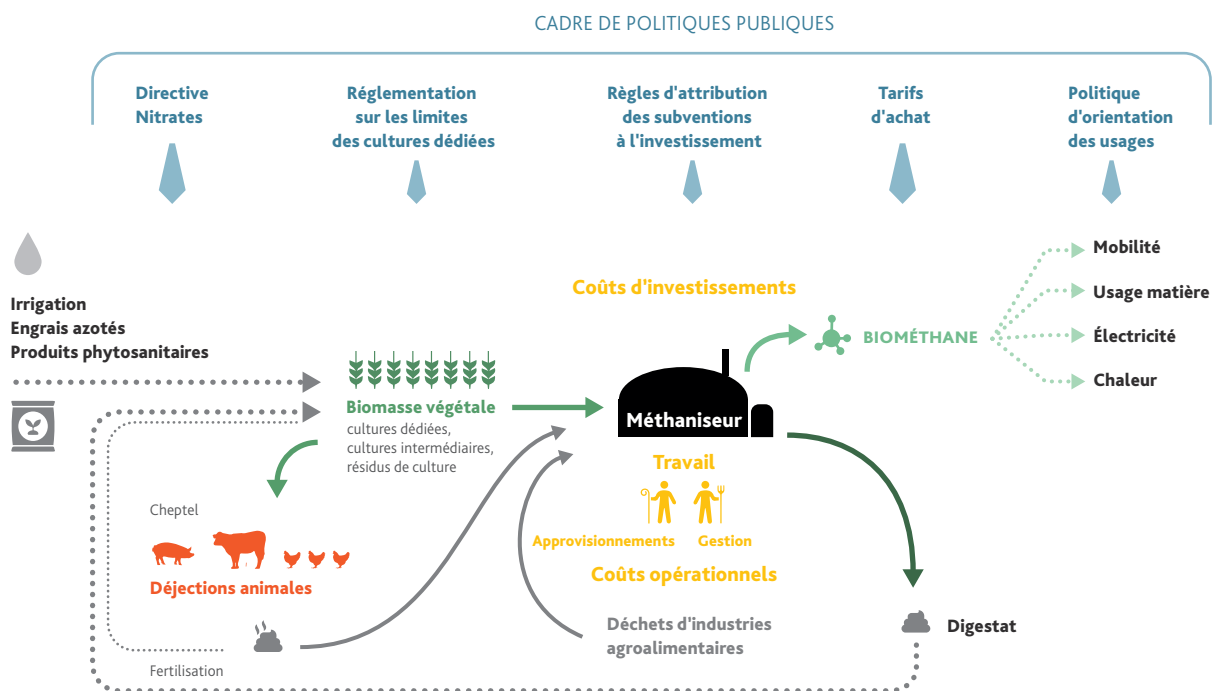 CADRE DE POLITIQUES PUBLIQUES
Directive
Nitrates
Réglementation
sur les limites
des cultures dédiées
Règles d'attribution
des subventions
à l'investissement
Tarifs
d'achat
Politique
d'orientation
des usages
Irrigation
Engrais azotés
Produits phytosanitaires
Coûts d'investissements
BIOMÉTHANE
Mobilité
Usage matière
Électricité
Chaleur
Biomasse végétale
cultures dédiées,
cultures intermédiaires,
résidus de culture
Méthaniseur
Travail
Approvisionnements
Gestion
Coûts opérationnels
Cheptel
Déjections animales
Fertilisation
Déchets d'industries
agroalimentaires
Digestat